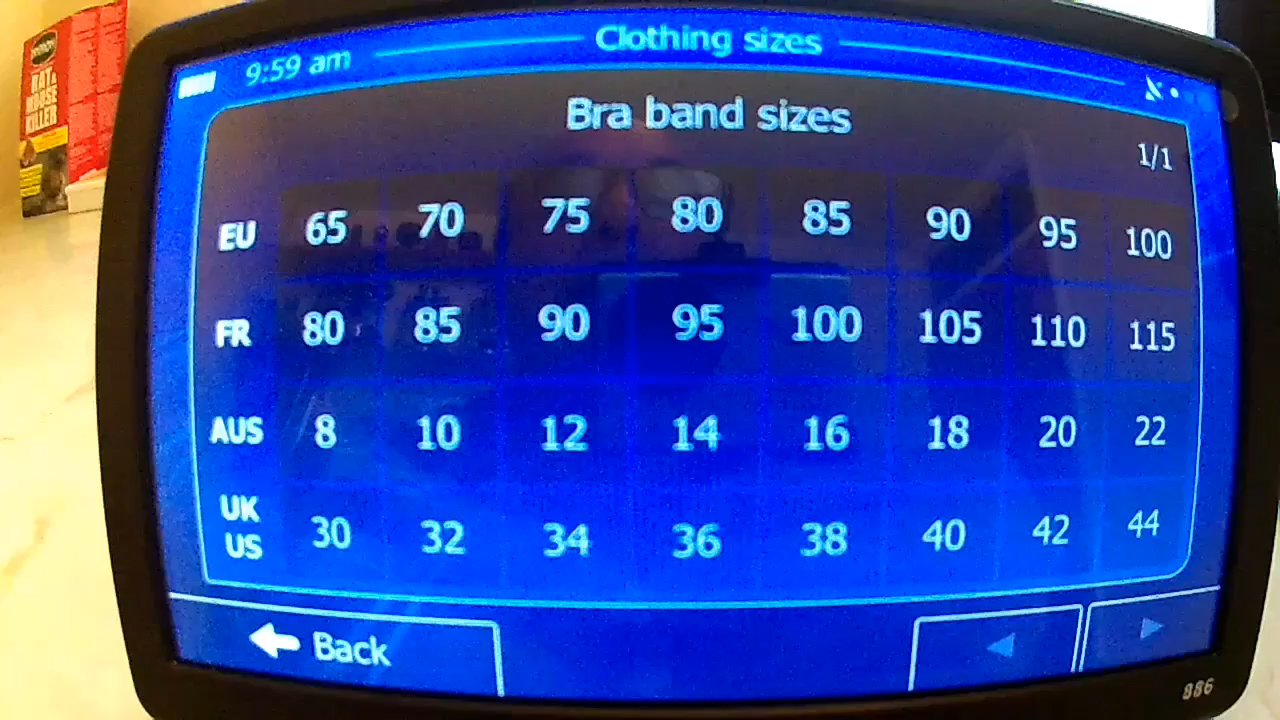 RAT &
MOUSE
KILLER
9:59 am
Clothing sizes
Bra band sizes
1/1
EU 65 70 75 80 85 90 95 100
FR 80 85 90 95 100 105 110 115
AUS 8 10 12 14 16 18 20 22
UK US 30 32 34 36 38 40 42 44
Back
886